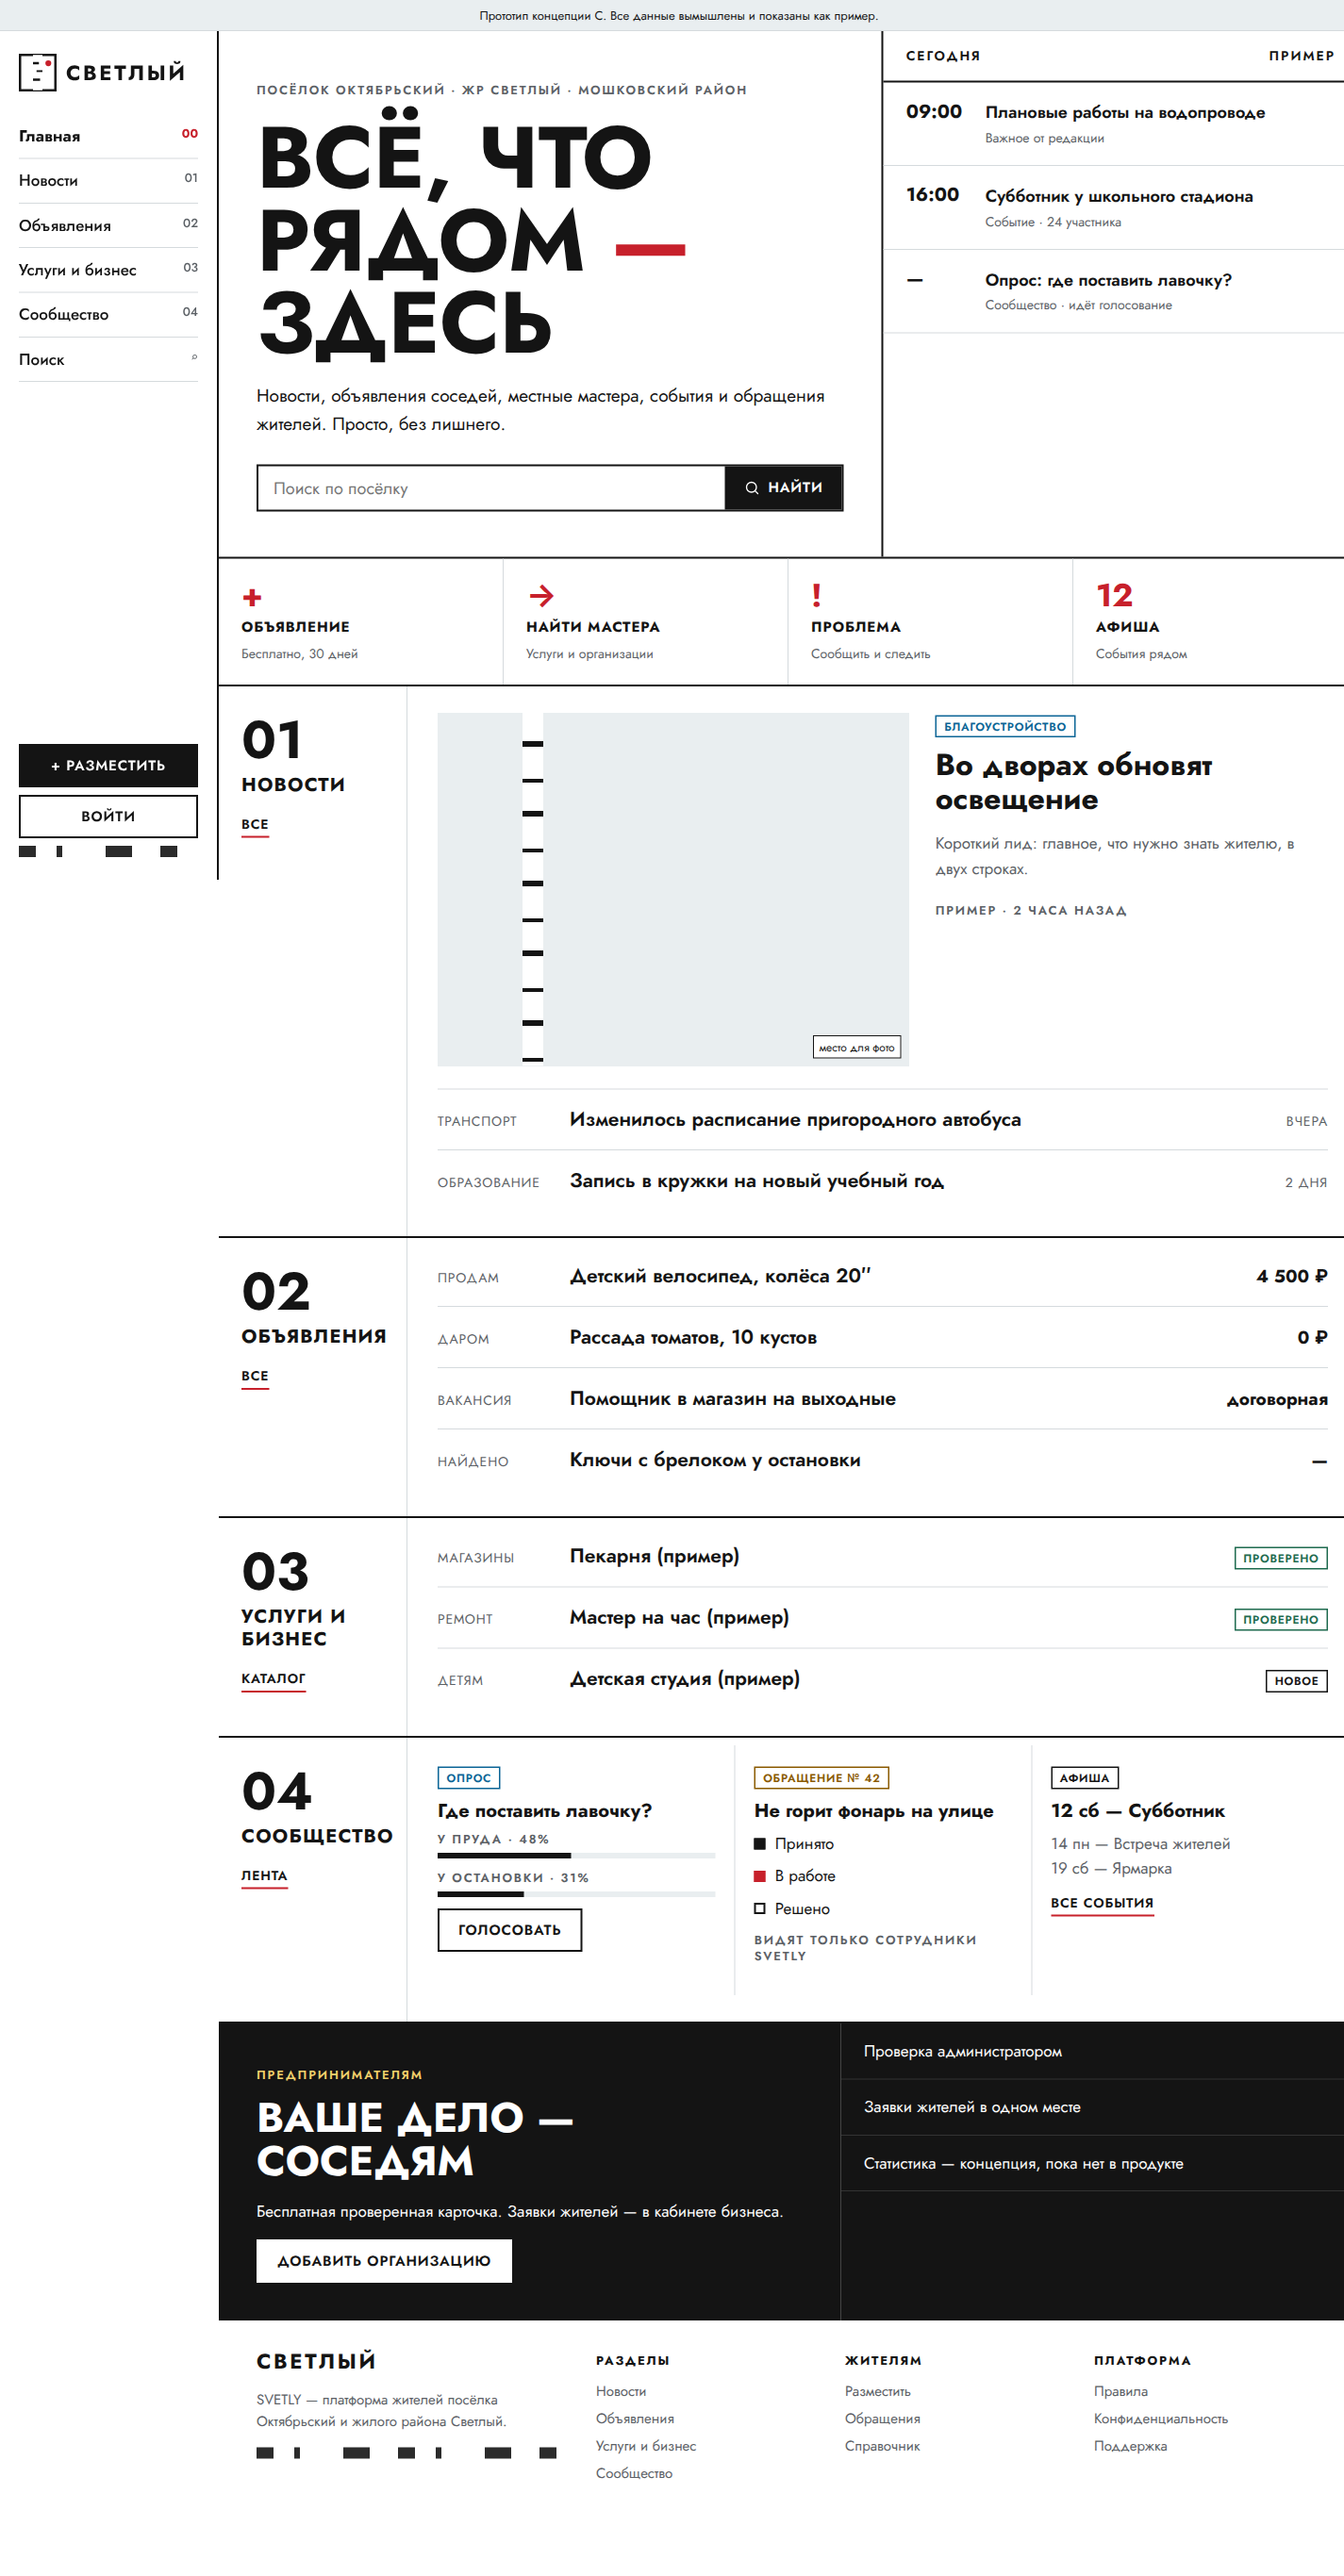 Прототип концепции C. Все данные вымышлены и показаны как пример.
СВЕТЛЫЙ
Главная 00
Новости 01
Объявления 02
Услуги и бизнес 03
Сообщество 04
Поиск ⌕
+ РАЗМЕСТИТЬ
ВОЙТИ
ПОСЁЛОК ОКТЯБРЬСКИЙ · ЖР СВЕТЛЫЙ · МОШКОВСКИЙ РАЙОН
ВСЁ, ЧТО
РЯДОМ —
ЗДЕСЬ
Новости, объявления соседей, местные мастера, события и обращения
жителей. Просто, без лишнего.
Поиск по посёлку
НАЙТИ
СЕГОДНЯ ПРИМЕР
09:00 Плановые работы на водопроводе
Важное от редакции
16:00 Субботник у школьного стадиона
Событие · 24 участника
— Опрос: где поставить лавочку?
Сообщество · идёт голосование
+
ОБЪЯВЛЕНИЕ
Бесплатно, 30 дней
→
НАЙТИ МАСТЕРА
Услуги и организации
!
ПРОБЛЕМА
Сообщить и следить
12
АФИША
События рядом
01
НОВОСТИ
ВСЕ
место для фото
БЛАГОУСТРОЙСТВО
Во дворах обновят
освещение
Короткий лид: главное, что нужно знать жителю, в
двух строках.
ПРИМЕР · 2 ЧАСА НАЗАД
ТРАНСПОРТ Изменилось расписание пригородного автобуса ВЧЕРА
ОБРАЗОВАНИЕ Запись в кружки на новый учебный год 2 ДНЯ
02
ОБЪЯВЛЕНИЯ
ВСЕ
ПРОДАМ Детский велосипед, колёса 20″ 4 500 ₽
ДАРОМ Рассада томатов, 10 кустов 0 ₽
ВАКАНСИЯ Помощник в магазин на выходные договорная
НАЙДЕНО Ключи с брелоком у остановки —
03
УСЛУГИ И
БИЗНЕС
КАТАЛОГ
МАГАЗИНЫ Пекарня (пример) ПРОВЕРЕНО
РЕМОНТ Мастер на час (пример) ПРОВЕРЕНО
ДЕТЯМ Детская студия (пример) НОВОЕ
04
СООБЩЕСТВО
ЛЕНТА
ОПРОС
Где поставить лавочку?
У ПРУДА · 48%
У ОСТАНОВКИ · 31%
ГОЛОСОВАТЬ
ОБРАЩЕНИЕ № 42
Не горит фонарь на улице
Принято
В работе
Решено
ВИДЯТ ТОЛЬКО СОТРУДНИКИ
SVETLY
АФИША
12 сб — Субботник
14 пн — Встреча жителей
19 сб — Ярмарка
ВСЕ СОБЫТИЯ
ПРЕДПРИНИМАТЕЛЯМ
ВАШЕ ДЕЛО —
СОСЕДЯМ
Бесплатная проверенная карточка. Заявки жителей — в кабинете бизнеса.
ДОБАВИТЬ ОРГАНИЗАЦИЮ
Проверка администратором
Заявки жителей в одном месте
Статистика — концепция, пока нет в продукте
СВЕТЛЫЙ
SVETLY — платформа жителей посёлка
Октябрьский и жилого района Светлый.
РАЗДЕЛЫ
Новости
Объявления
Услуги и бизнес
Сообщество
ЖИТЕЛЯМ
Разместить
Обращения
Справочник
ПЛАТФОРМА
Правила
Конфиденциальность
Поддержка